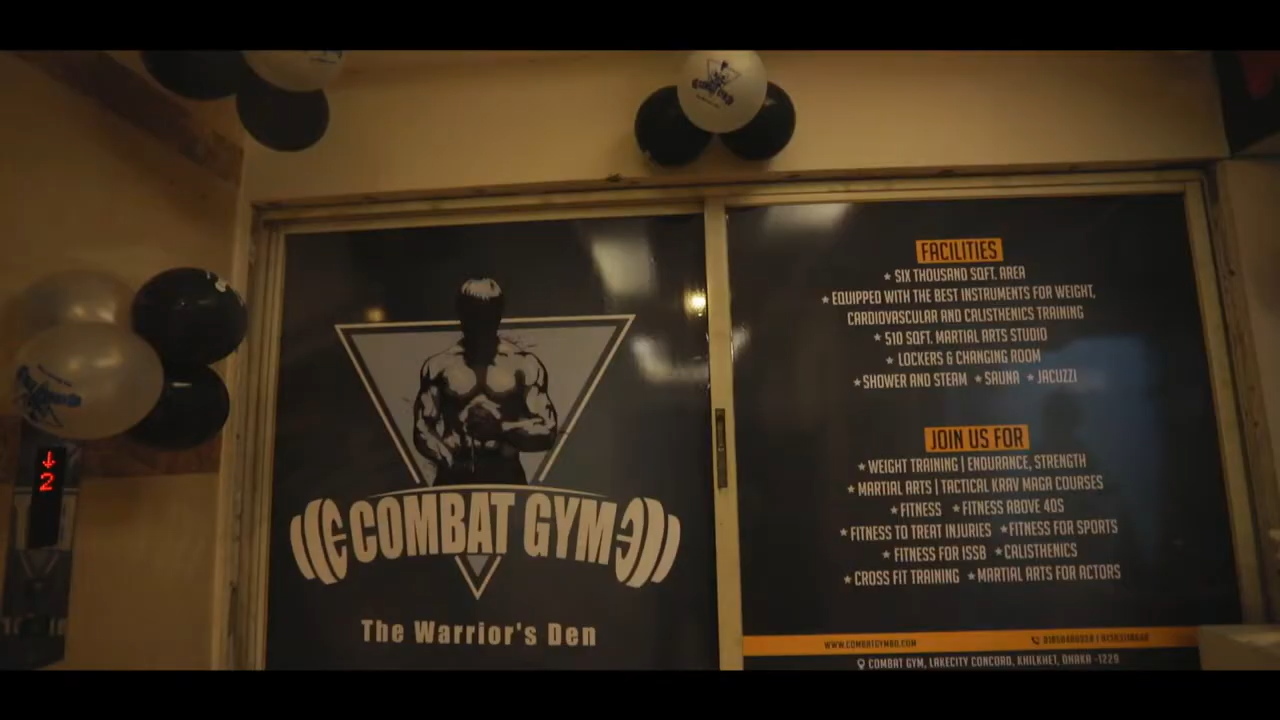 COMBAT GYM
The Warrior's Den
FACILITIES
★ SIX THOUSAND SQFT. AREA
★ EQUIPPED WITH THE BEST INSTRUMENTS FOR WEIGHT,
CARDIOVASCULAR AND CALISTHENICS TRAINING
★ 510 SQFT. MARTIAL ARTS STUDIO
★ LOCKERS & CHANGING ROOM
★ SHOWER AND STEAM ★ SAUNA ★ JACUZZI
JOIN US FOR
★ WEIGHT TRAINING | ENDURANCE, STRENGTH
★ MARTIAL ARTS | TACTICAL KRAV MAGA COURSES
★ FITNESS ★ FITNESS ABOVE 40S
★ FITNESS TO TREAT INJURIES ★ FITNESS FOR SPORTS
★ FITNESS FOR ISSB ★ CALISTHENICS
★ CROSS FIT TRAINING ★ MARTIAL ARTS FOR ACTORS
WWW.COMBATGYMBD.COM
COMBAT GYM, LAKECITY CONCORD, KHILKHET, DHAKA -1229
2